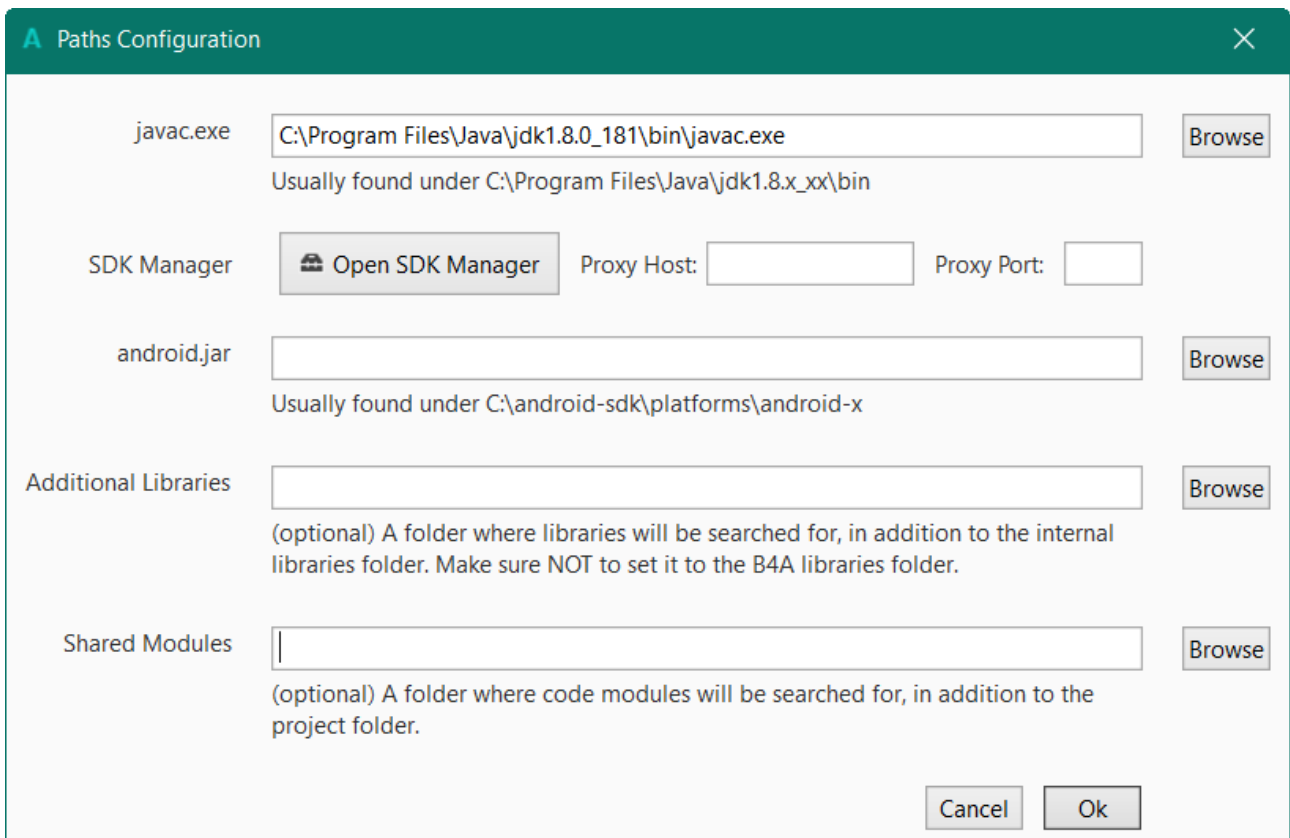 A Paths Configuration
javac.exe C:\Program Files\Java\jdk1.8.0_181\bin\javac.exe Browse
Usually found under C:\Program Files\Java\jdk1.8.x_xx\bin
SDK Manager Open SDK Manager Proxy Host: Proxy Port:
android.jar Browse
Usually found under C:\android-sdk\platforms\android-x
Additional Libraries Browse
(optional) A folder where libraries will be searched for, in addition to the internal
libraries folder. Make sure NOT to set it to the B4A libraries folder.
Shared Modules Browse
(optional) A folder where code modules will be searched for, in addition to the
project folder.
Cancel Ok